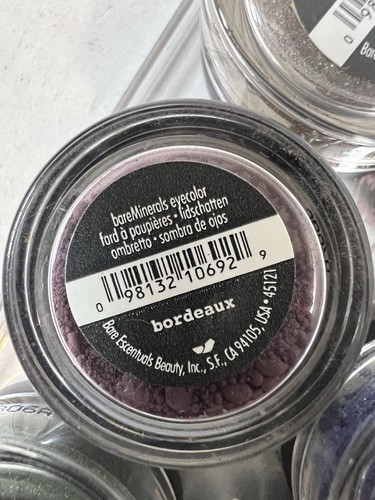 bareMinerals eyecolor
fard à paupières • lidschatten
ombretto • sombra de ojos
0 98132 10692 9
bordeaux
Bare Escentuals Beauty, Inc., S.F., CA 94105, USA • 45121